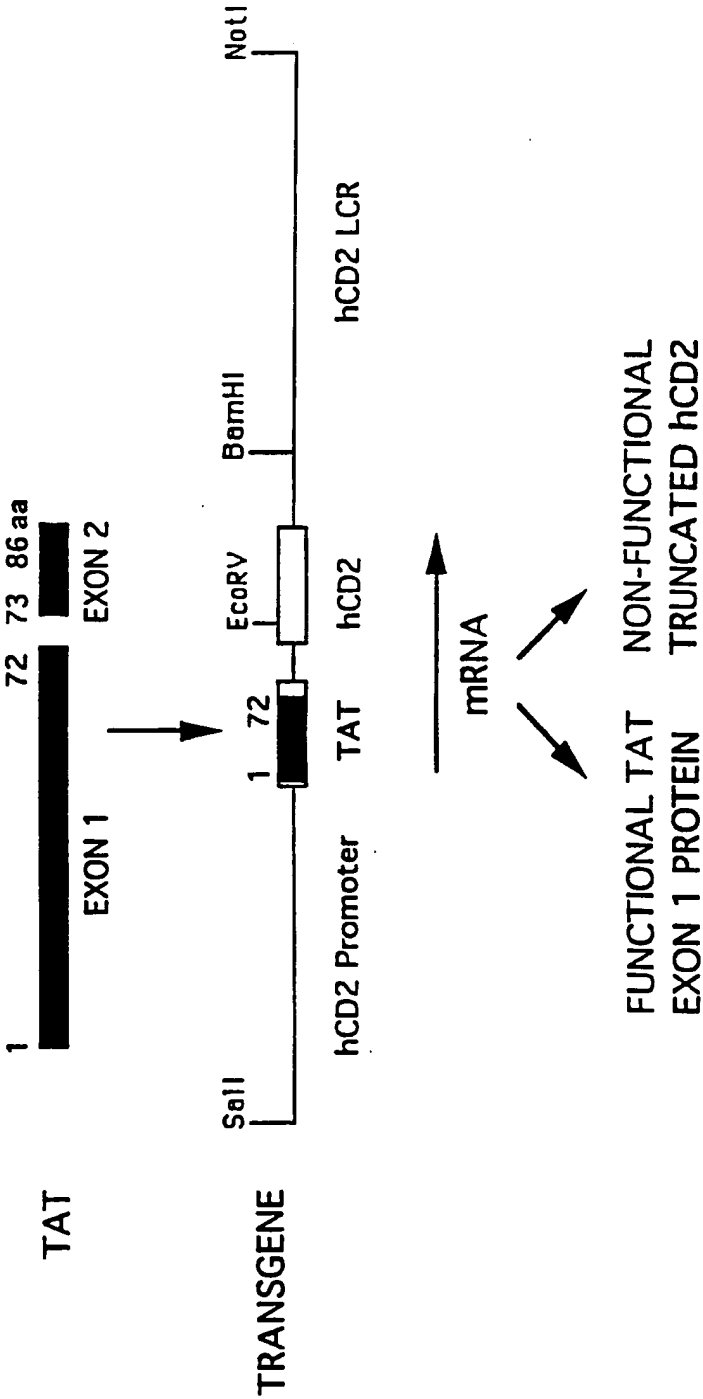 TAT
1
72
73
86 aa
EXON 1
EXON 2
TRANSGENE
SalI
1
72
EcoRV
BamHI
NotI
hCD2 Promoter
TAT
hCD2
hCD2 LCR
mRNA
FUNCTIONAL TAT
EXON 1 PROTEIN
NON-FUNCTIONAL
TRUNCATED hCD2